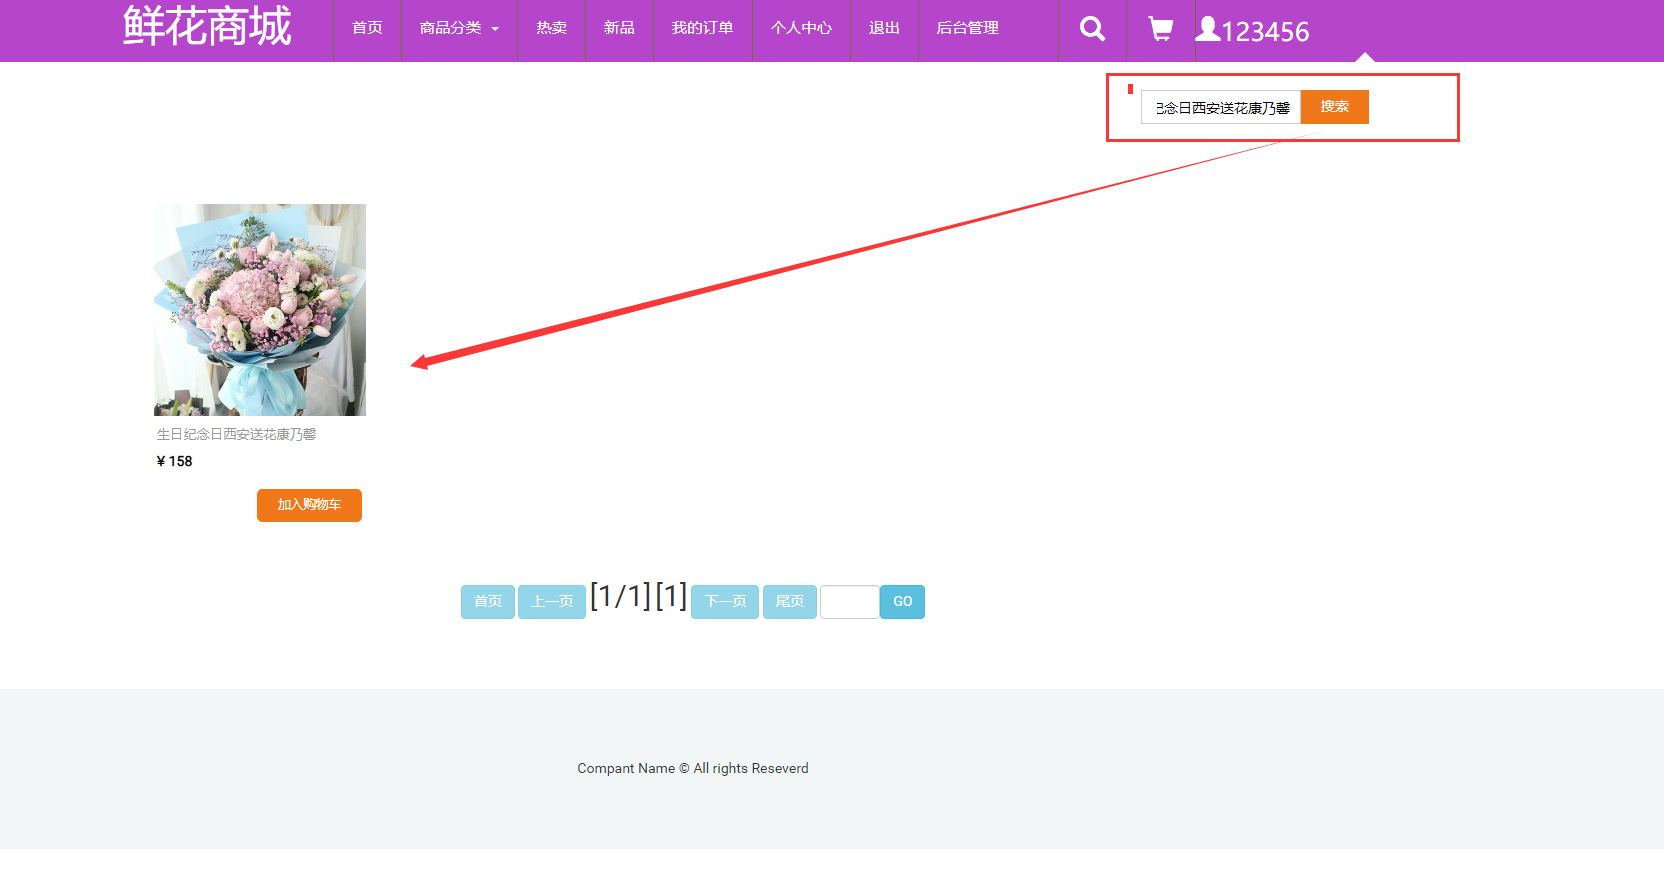 鲜花商城 首页 商品分类 热卖 新品 我的订单 个人中心 退出 后台管理 123456
念日西安送花康乃馨 搜索
生日纪念日西安送花康乃馨
¥ 158
加入购物车
首页 上一页 [1/1] [1] 下一页 尾页 GO
Compant Name © All rights Reseverd